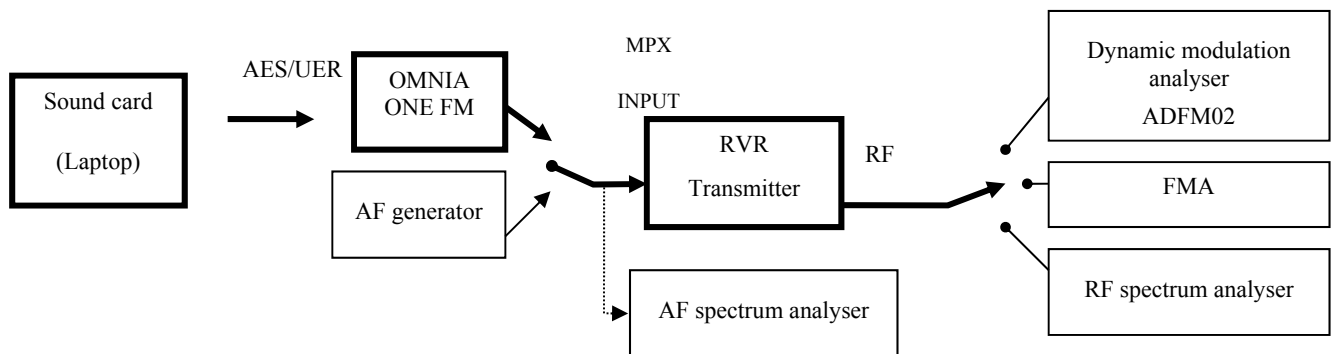 Sound card
(Laptop)
AES/UER
OMNIA
ONE FM
AF generator
MPX
INPUT
RVR
Transmitter
AF spectrum analyser
RF
Dynamic modulation
analyser
ADFM02
FMA
RF spectrum analyser